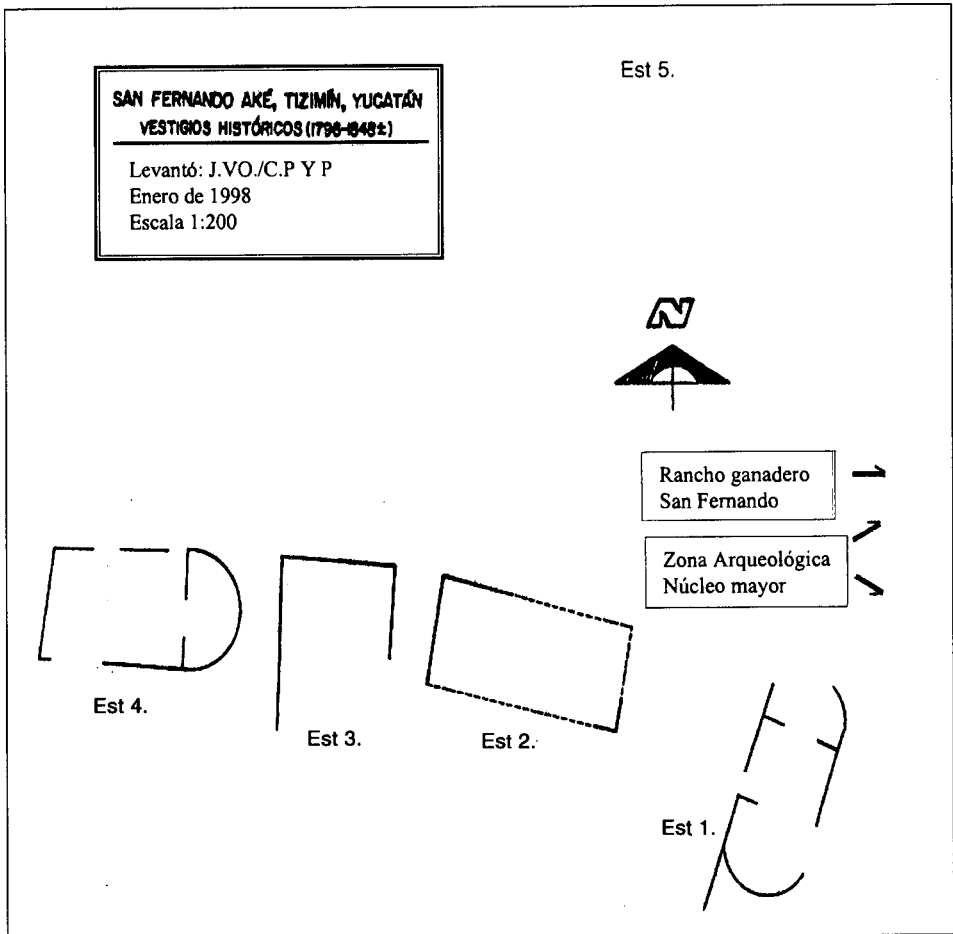 SAN FERNANDO AKÉ, TIZIMÍN, YUCATÁN
VESTIGIOS HISTÓRICOS (1796-1848±)
Levantó: J.VO./C.P Y P
Enero de 1998
Escala 1:200
Est 5.
N
Rancho ganadero
San Fernando
Zona Arqueológica
Núcleo mayor
Est 4.
Est 3.
Est 2.
Est 1.